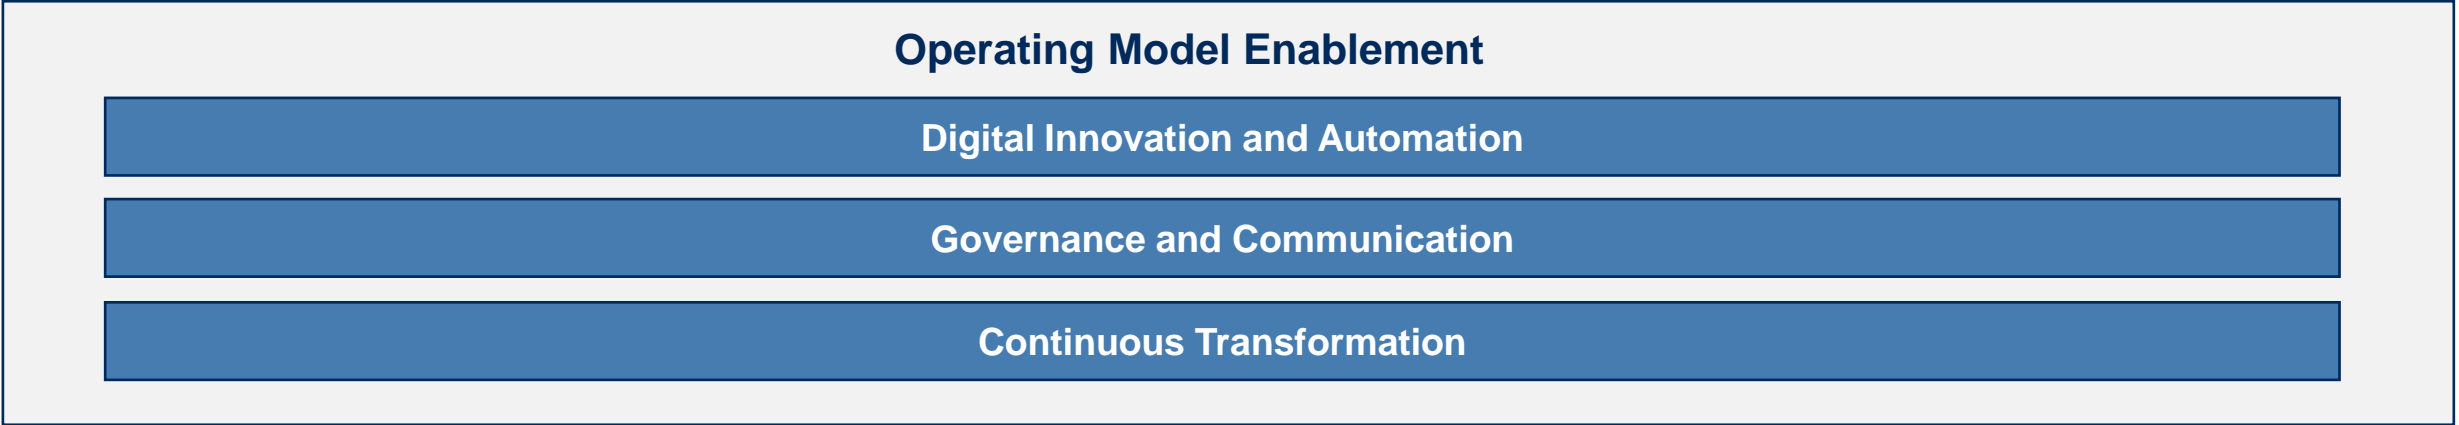 Operating Model Enablement
Digital Innovation and Automation
Governance and Communication
Continuous Transformation